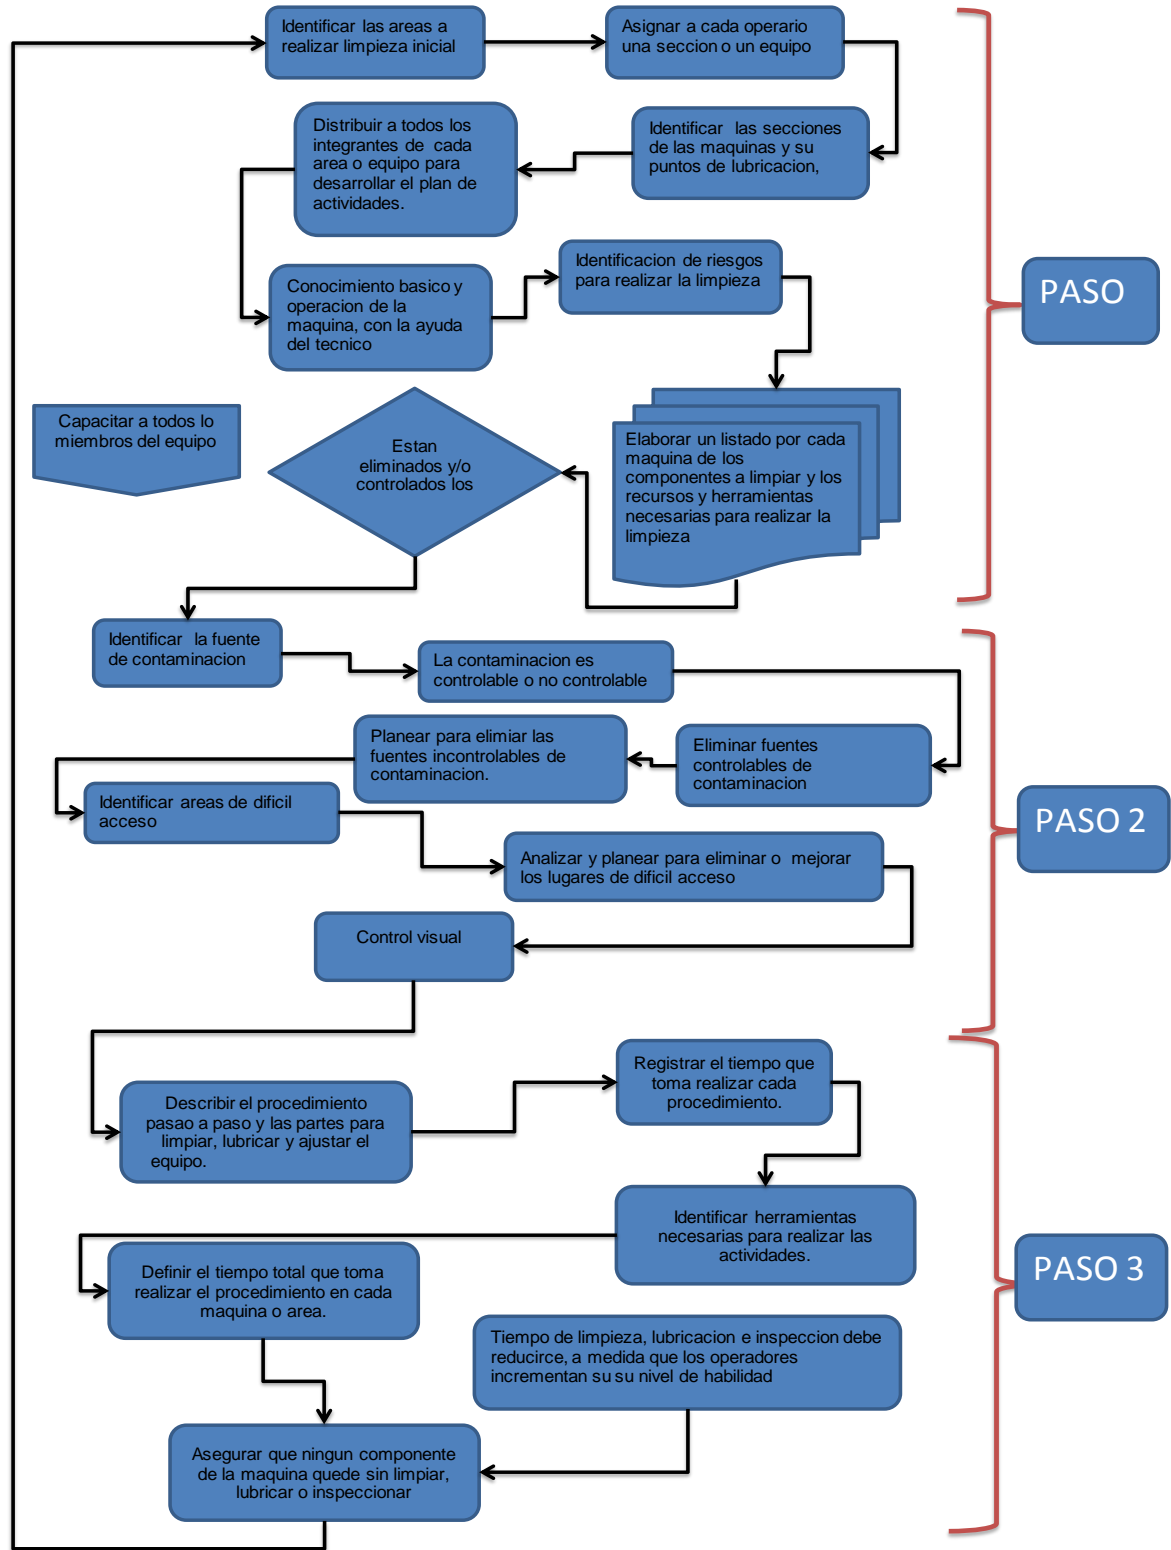 Identificar las areas a
realizar limpieza inicial
Asignar a cada operario
una seccion o un equipo
Identificar las secciones
de las maquinas y su
puntos de lubricacion,
Distribuir a todos los
integrantes de cada
area o equipo para
desarrollar el plan de
actividades.
Conocimiento basico y
operacion de la
maquina, con la ayuda
del tecnico
Identificacion de riesgos
para realizar la limpieza
PASO
Elaborar un listado por cada
maquina de los
componentes a limpiar y los
recursos y herramientas
necesarias para realizar la
limpieza
Estan
eliminados y/o
controlados los
Capacitar a todos lo
miembros del equipo
Identificar la fuente
de contaminacion
La contaminacion es
controlable o no controlable
Eliminar fuentes
controlables de
contaminacion
Planear para elimiar las
fuentes incontrolables de
contaminacion.
Identificar areas de dificil
acceso
Analizar y planear para eliminar o mejorar
los lugares de dificil acceso
Control visual
PASO 2
Describir el procedimiento
pasao a paso y las partes para
limpiar, lubricar y ajustar el
equipo.
Registrar el tiempo que
toma realizar cada
procedimiento.
Identificar herramientas
necesarias para realizar las
actividades.
Definir el tiempo total que toma
realizar el procedimiento en cada
maquina o area.
Tiempo de limpieza, lubricacion e inspeccion debe
reducirce, a medida que los operadores
incrementan su su nivel de habilidad
Asegurar que ningun componente
de la maquina quede sin limpiar,
lubricar o inspeccionar
PASO 3